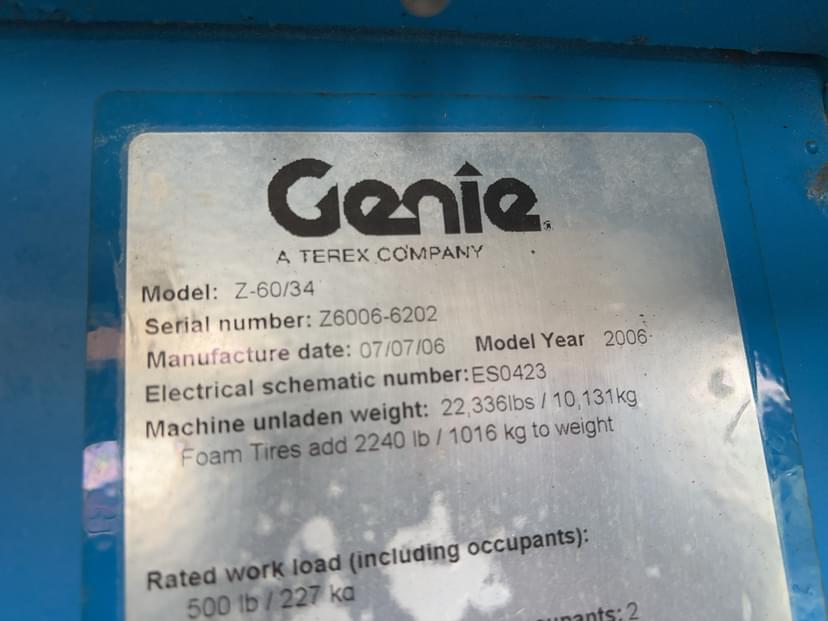 Genie
A TEREX COMPANY
Model: Z-60/34
Serial number: Z6006-6202
Manufacture date: 07/07/06 Model Year 2006
Electrical schematic number:ES0423
Machine unladen weight: 22,336lbs / 10,131kg
Foam Tires add 2240 lb / 1016 kg to weight
Rated work load (including occupants):
500 lb / 227 kg
: 2